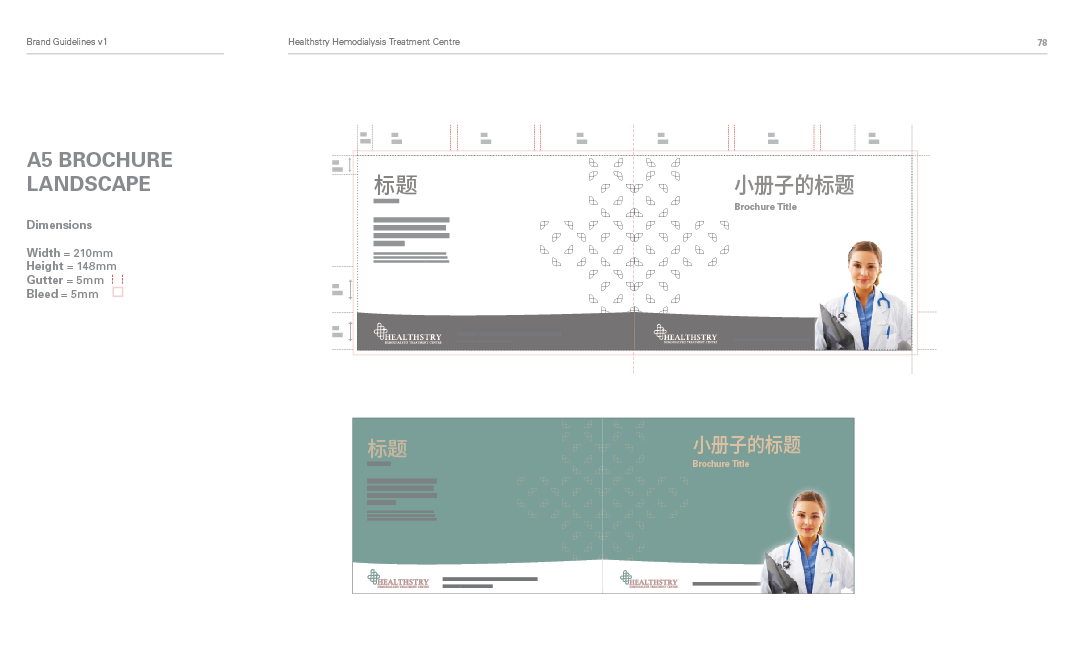 Brand Guidelines v1
Healthstry Hemodialysis Treatment Centre
78
A5 BROCHURE
LANDSCAPE
Dimensions
Width = 210mm
Height = 148mm
Gutter = 5mm
Bleed = 5mm
标题
小册子的标题
Brochure Title
HEALTHSTRY
HEMODIALYSIS TREATMENT CENTRE
HEALTHSTRY
HEMODIALYSIS TREATMENT CENTRE
标题
小册子的标题
Brochure Title
HEALTHSTRY
HEMODIALYSIS TREATMENT CENTRE
HEALTHSTRY
HEMODIALYSIS TREATMENT CENTRE